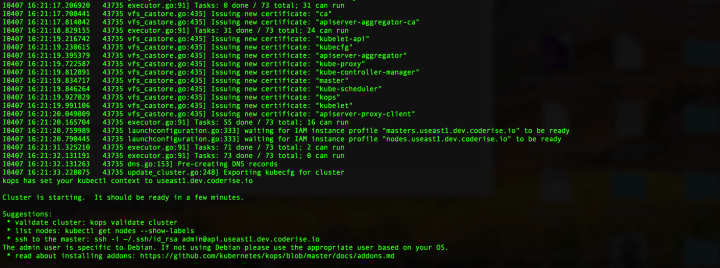 I0407 16:21:17.206920   43735 executor.go:91] Tasks: 0 done / 73 total; 31 can run
I0407 16:21:17.708441   43735 vfs_castore.go:435] Issuing new certificate: "ca"
I0407 16:21:17.814842   43735 vfs_castore.go:435] Issuing new certificate: "apiserver-aggregator-ca"
I0407 16:21:18.829155   43735 executor.go:91] Tasks: 31 done / 73 total; 24 can run
I0407 16:21:19.216742   43735 vfs_castore.go:435] Issuing new certificate: "kubelet-api"
I0407 16:21:19.230615   43735 vfs_castore.go:435] Issuing new certificate: "kubecfg"
I0407 16:21:19.395379   43735 vfs_castore.go:435] Issuing new certificate: "apiserver-aggregator"
I0407 16:21:19.722587   43735 vfs_castore.go:435] Issuing new certificate: "kube-proxy"
I0407 16:21:19.812891   43735 vfs_castore.go:435] Issuing new certificate: "kube-controller-manager"
I0407 16:21:19.834717   43735 vfs_castore.go:435] Issuing new certificate: "master"
I0407 16:21:19.846264   43735 vfs_castore.go:435] Issuing new certificate: "kube-scheduler"
I0407 16:21:19.927029   43735 vfs_castore.go:435] Issuing new certificate: "kops"
I0407 16:21:19.991106   43735 vfs_castore.go:435] Issuing new certificate: "kubelet"
I0407 16:21:20.049809   43735 vfs_castore.go:435] Issuing new certificate: "apiserver-proxy-client"
I0407 16:21:20.165704   43735 executor.go:91] Tasks: 55 done / 73 total; 16 can run
I0407 16:21:20.759989   43735 launchconfiguration.go:333] waiting for IAM instance profile "masters.useast1.dev.coderise.io" to be ready
I0407 16:21:20.798445   43735 launchconfiguration.go:333] waiting for IAM instance profile "nodes.useast1.dev.coderise.io" to be ready
I0407 16:21:31.325210   43735 executor.go:91] Tasks: 71 done / 73 total; 2 can run
I0407 16:21:32.131191   43735 executor.go:91] Tasks: 73 done / 73 total; 0 can run
I0407 16:21:32.131263   43735 dns.go:153] Pre-creating DNS records
I0407 16:21:33.220075   43735 update_cluster.go:248] Exporting kubecfg for cluster
kops has set your kubectl context to useast1.dev.coderise.io
Cluster is starting.  It should be ready in a few minutes.
Suggestions:
 * validate cluster: kops validate cluster
 * list nodes: kubectl get nodes --show-labels
 * ssh to the master: ssh -i ~/.ssh/id_rsa admin@api.useast1.dev.coderise.io
The admin user is specific to Debian. If not using Debian please use the appropriate user based on your OS.
 * read about installing addons: https://github.com/kubernetes/kops/blob/master/docs/addons.md